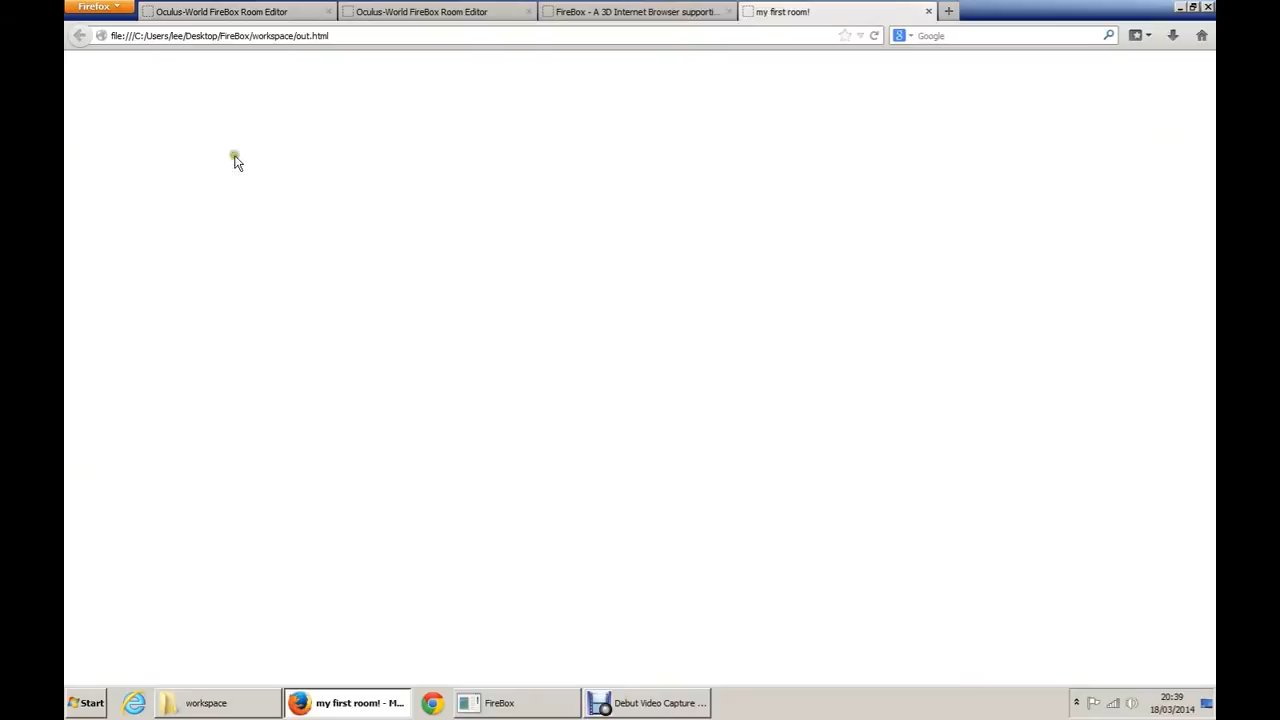 Firefox
Oculus-World FireBox Room Editor
Oculus-World FireBox Room Editor
FireBox - A 3D Internet Browser supporti...
my first room!
file:///C:/Users/lee/Desktop/FireBox/workspace/out.html
Google
Start
workspace
my first room! - M...
FireBox
Debut Video Capture ...
20:39
18/03/2014